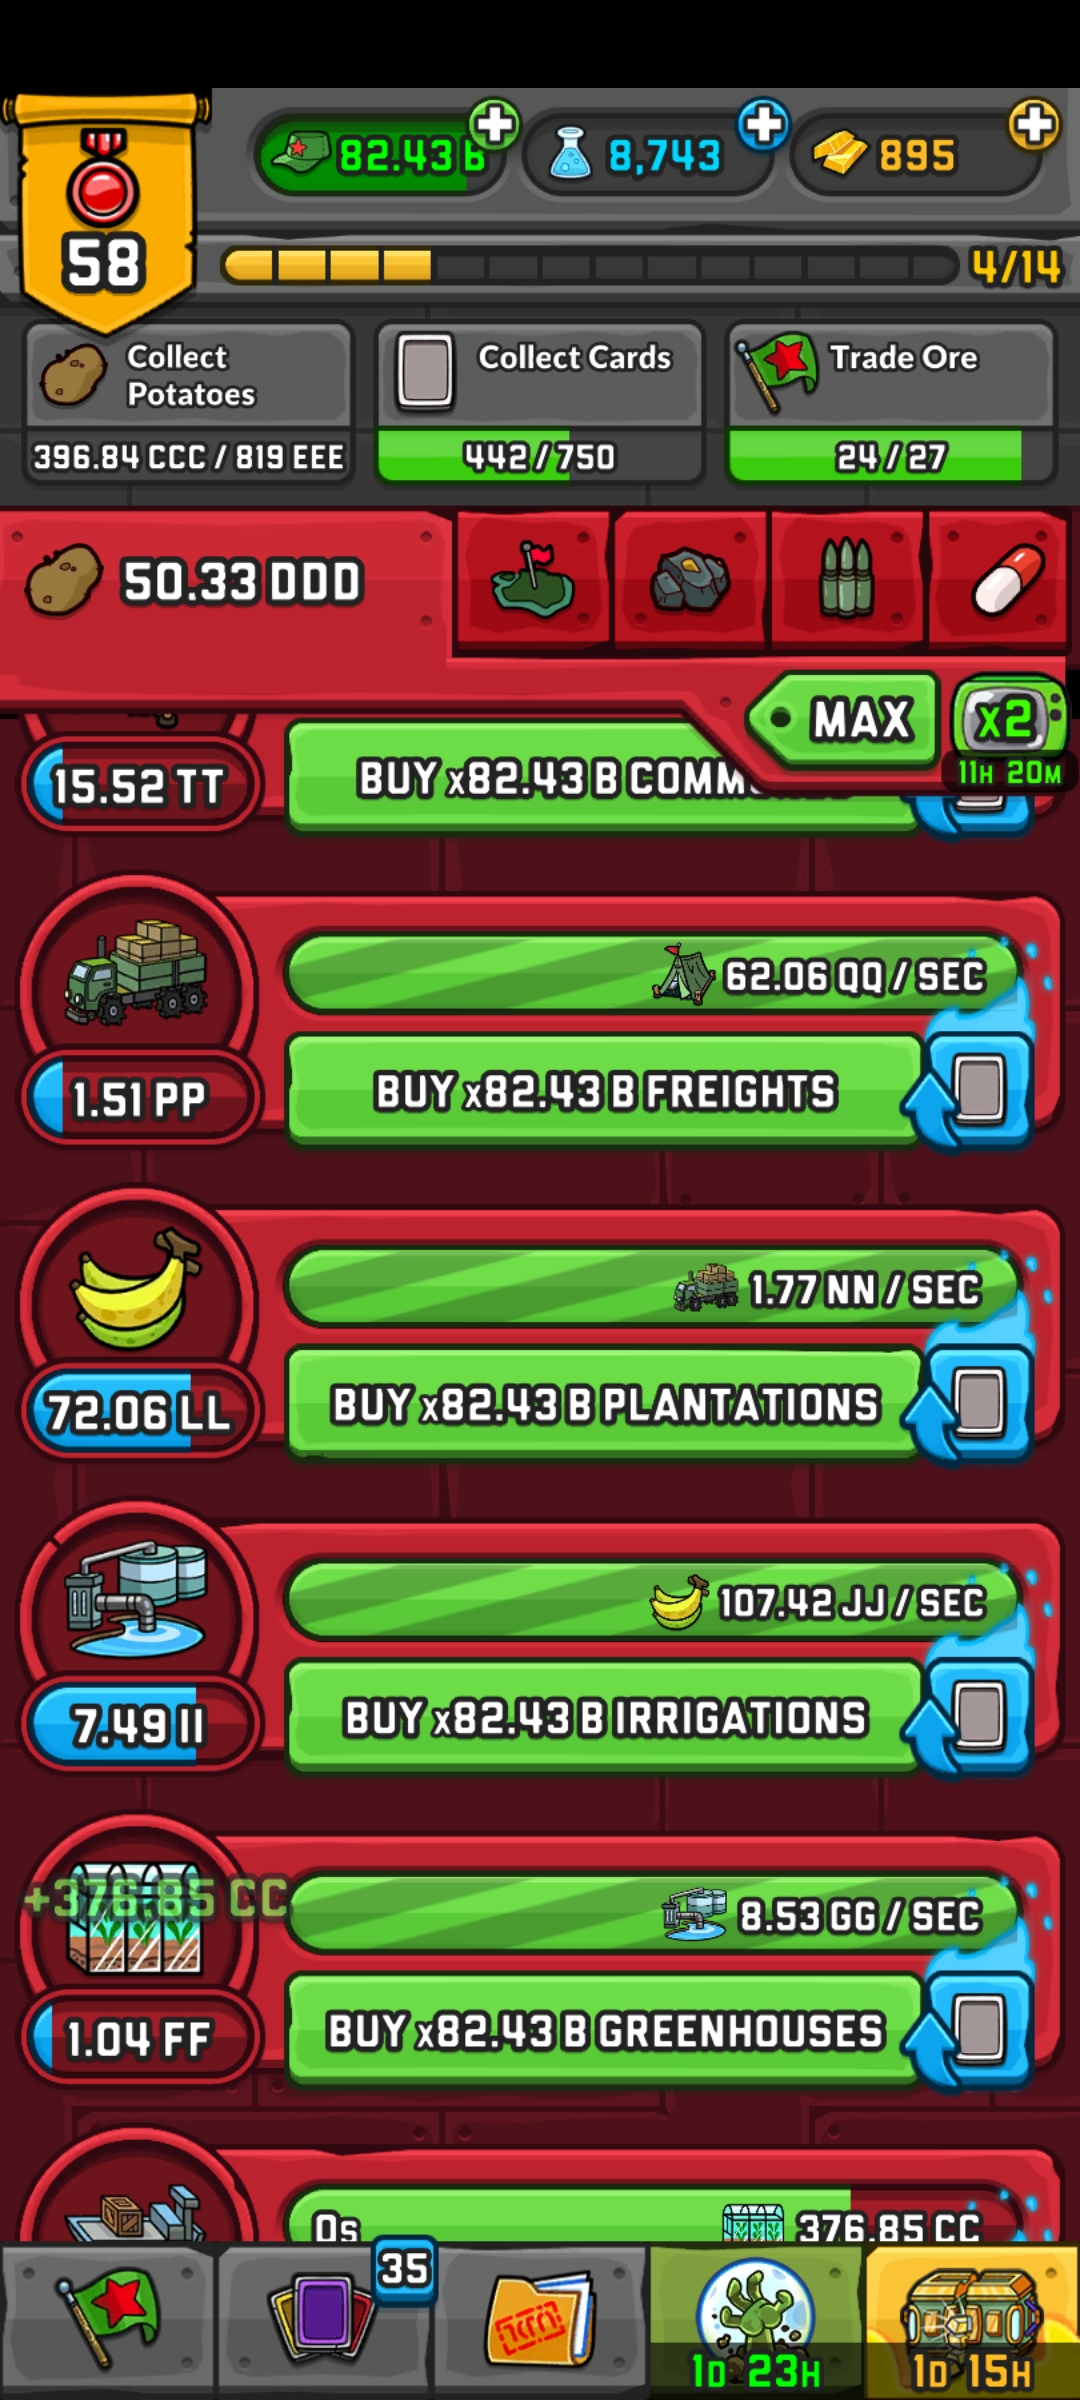 82.43 B
8,743
895
58
4/14
Collect
Potatoes
Collect Cards
Trade Ore
396.84 CCC / 819 EEE
442/750
24/27
50.33 DDD
MAX
x2
11H 20M
15.52 TT
BUY x82.43 B
62.06 QQ / SEC
1.51 PP
BUY x82.43 B FREIGHTS
1.77 NN / SEC
72.06 LL
BUY x82.43 B PLANTATIONS
107.42 JJ / SEC
7.49 II
BUY x82.43 B IRRIGATIONS
+376.85 CC
8.53 GG / SEC
1.04 FF
BUY x82.43 B GREENHOUSES
0s
376.85 CC
35
1D 23H
1D 15H